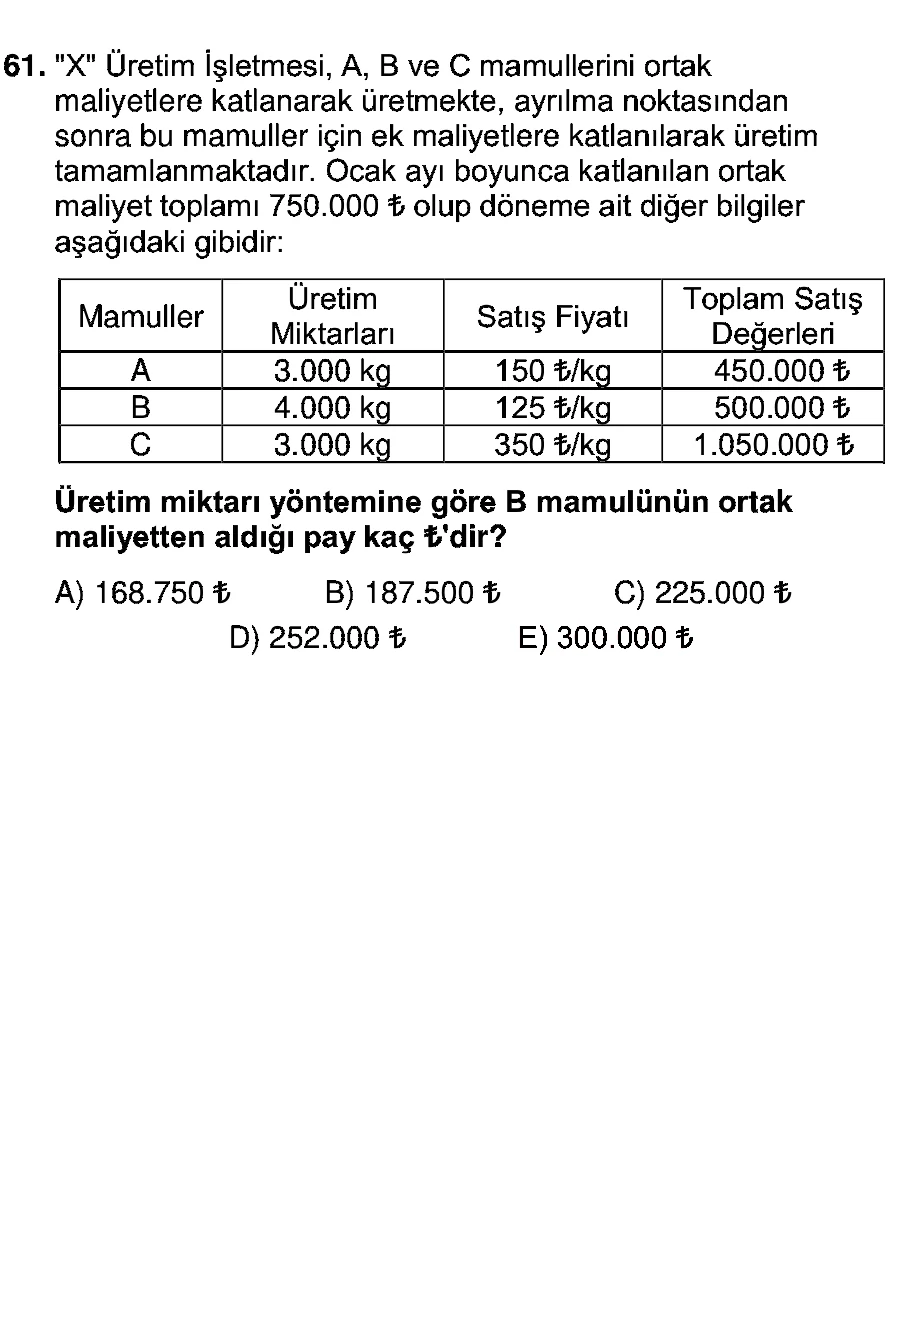 61. "X" Üretim İşletmesi, A, B ve C mamullerini ortak
maliyetlere katlanarak üretmekte, ayrılma noktasından
sonra bu mamuller için ek maliyetlere katlanılarak üretim
tamamlanmaktadır. Ocak ayı boyunca katlanılan ortak
maliyet toplamı 750.000 ₺ olup döneme ait diğer bilgiler
aşağıdaki gibidir:
Mamuller Üretim Miktarları Satış Fiyatı Toplam Satış Değerleri
A 3.000 kg 150 ₺/kg 450.000 ₺
B 4.000 kg 125 ₺/kg 500.000 ₺
C 3.000 kg 350 ₺/kg 1.050.000 ₺
Üretim miktarı yöntemine göre B mamulünün ortak
maliyetten aldığı pay kaç ₺'dir?
A) 168.750 ₺ B) 187.500 ₺ C) 225.000 ₺
D) 252.000 ₺ E) 300.000 ₺